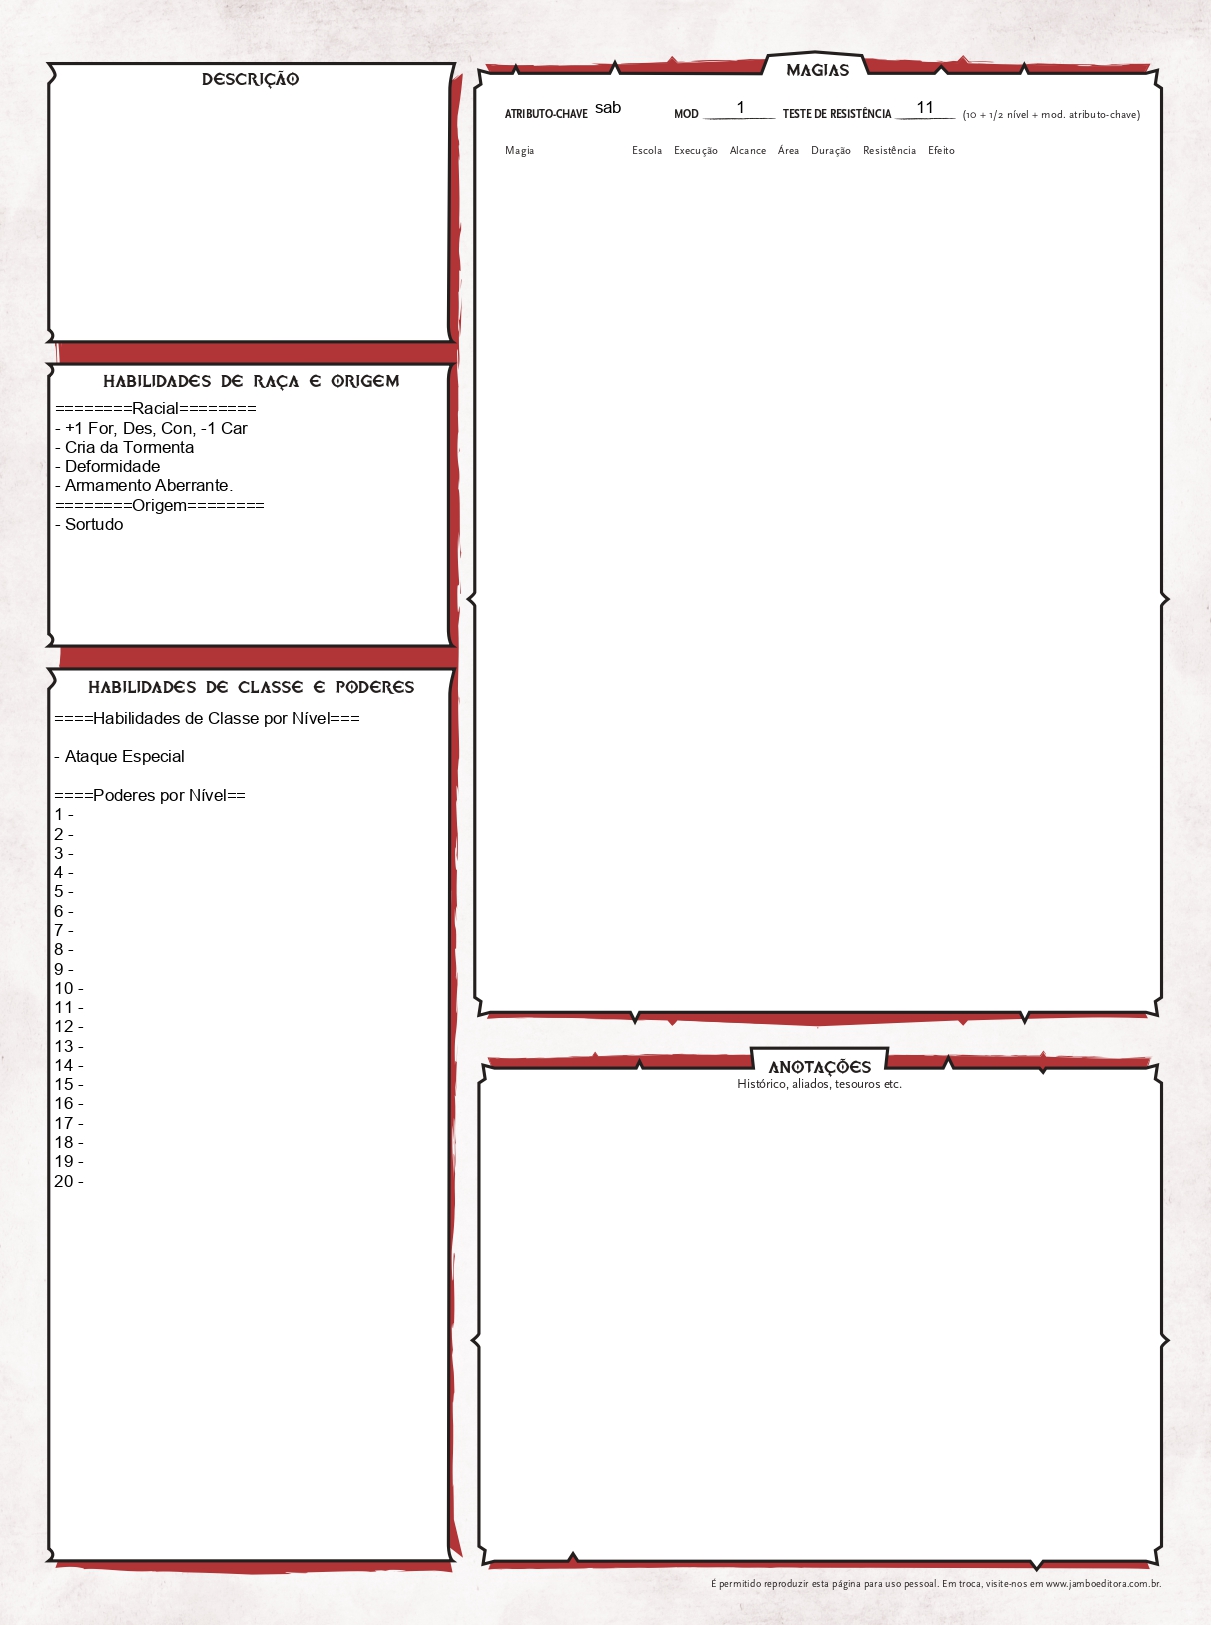 DESCRIÇÃO
HABILIDADES DE RAÇA E ORIGEM
========Racial========
- +1 For, Des, Con, -1 Car
- Cria da Tormenta
- Deformidade
- Armamento Aberrante.
========Origem========
- Sortudo
HABILIDADES DE CLASSE E PODERES
====Habilidades de Classe por Nível===
- Ataque Especial
====Poderes por Nível==
1 -
2 -
3 -
4 -
5 -
6 -
7 -
8 -
9 -
10 -
11 -
12 -
13 -
14 -
15 -
16 -
17 -
18 -
19 -
20 -
MAGIAS
ATRIBUTO-CHAVE sab MOD 1 TESTE DE RESISTÊNCIA 11 (10 + 1/2 nível + mod. atributo-chave)
Magia Escola Execução Alcance Área Duração Resistência Efeito
ANOTAÇÕES
Histórico, aliados, tesouros etc.
É permitido reproduzir esta página para uso pessoal. Em troca, visite-nos em www.jamboeditora.com.br.